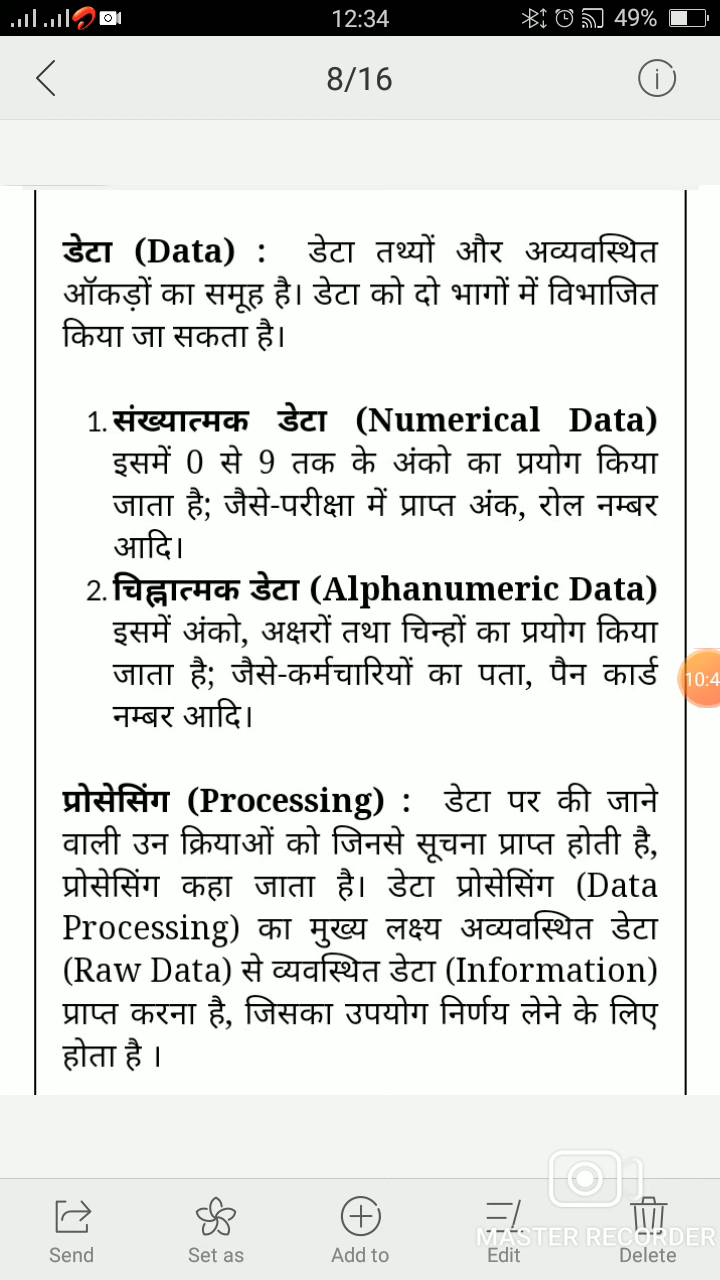 12:34
49%
8/16
डेटा (Data) : डेटा तथ्यों और अव्यवस्थित
ऑकड़ों का समूह है। डेटा को दो भागों में विभाजित
किया जा सकता है।
1. संख्यात्मक डेटा (Numerical Data)
इसमें 0 से 9 तक के अंको का प्रयोग किया
जाता है; जैसे-परीक्षा में प्राप्त अंक, रोल नम्बर
आदि।
2. चिह्नात्मक डेटा (Alphanumeric Data)
इसमें अंको, अक्षरों तथा चिन्हों का प्रयोग किया
जाता है; जैसे-कर्मचारियों का पता, पैन कार्ड
नम्बर आदि।
10:4
प्रोसेसिंग (Processing) : डेटा पर की जाने
वाली उन क्रियाओं को जिनसे सूचना प्राप्त होती है,
प्रोसेसिंग कहा जाता है। डेटा प्रोसेसिंग (Data
Processing) का मुख्य लक्ष्य अव्यवस्थित डेटा
(Raw Data) से व्यवस्थित डेटा (Information)
प्राप्त करना है, जिसका उपयोग निर्णय लेने के लिए
होता है ।
MASTER RECORDER
Send
Set as
Add to
Edit
Delete